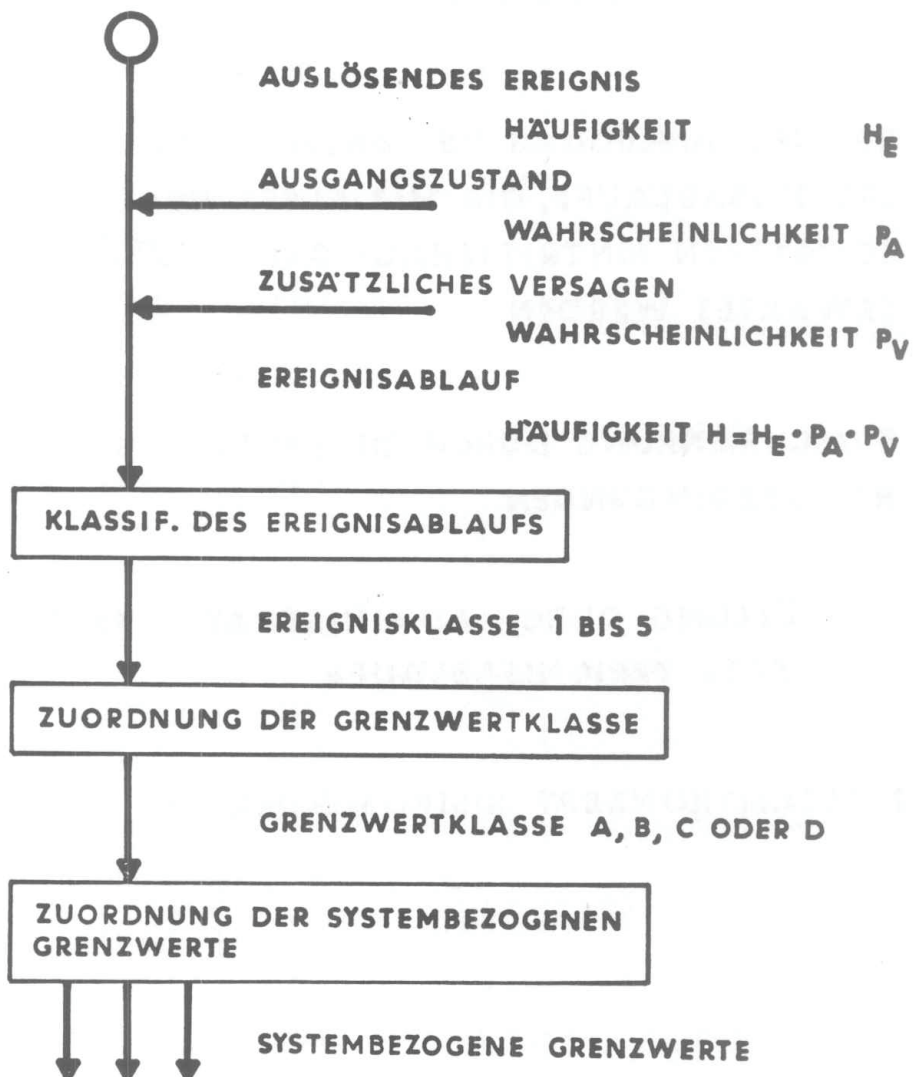 AUSLÖSENDES EREIGNIS
HÄUFIGKEIT H_E
AUSGANGSZUSTAND
WAHRSCHEINLICHKEIT P_A
ZUSÄTZLICHES VERSAGEN
WAHRSCHEINLICHKEIT P_V
EREIGNISABLAUF
HÄUFIGKEIT H=H_E·P_A·P_V
KLASSIF. DES EREIGNISABLAUFS
EREIGNISKLASSE 1 BIS 5
ZUORDNUNG DER GRENZWERTKLASSE
GRENZWERTKLASSE A, B, C ODER D
ZUORDNUNG DER SYSTEMBEZOGENEN
GRENZWERTE
SYSTEMBEZOGENE GRENZWERTE